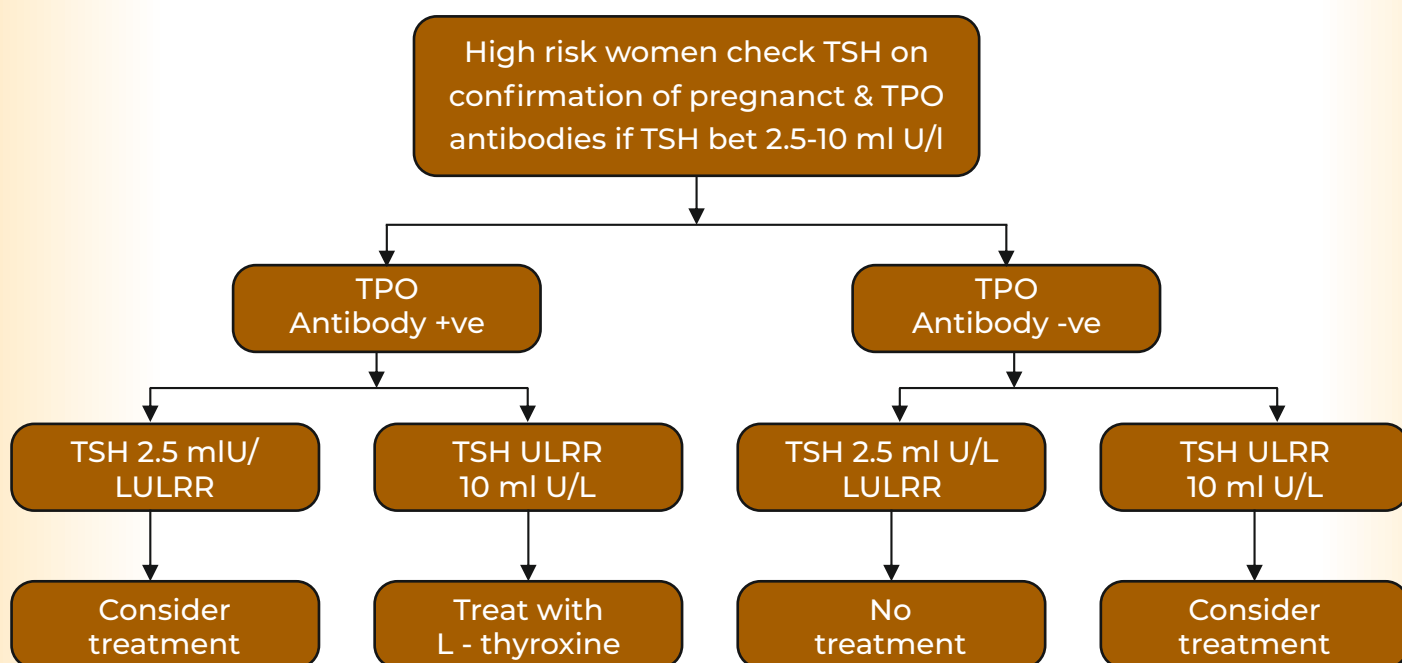 High risk women check TSH on
confirmation of pregnanct & TPO
antibodies if TSH bet 2.5-10 ml U/l
TPO
Antibody +ve
TPO
Antibody -ve
TSH 2.5 mlU/
LULRR
TSH ULRR
10 ml U/L
TSH 2.5 ml U/L
LULRR
TSH ULRR
10 ml U/L
Consider
treatment
Treat with
L - thyroxine
No
treatment
Consider
treatment